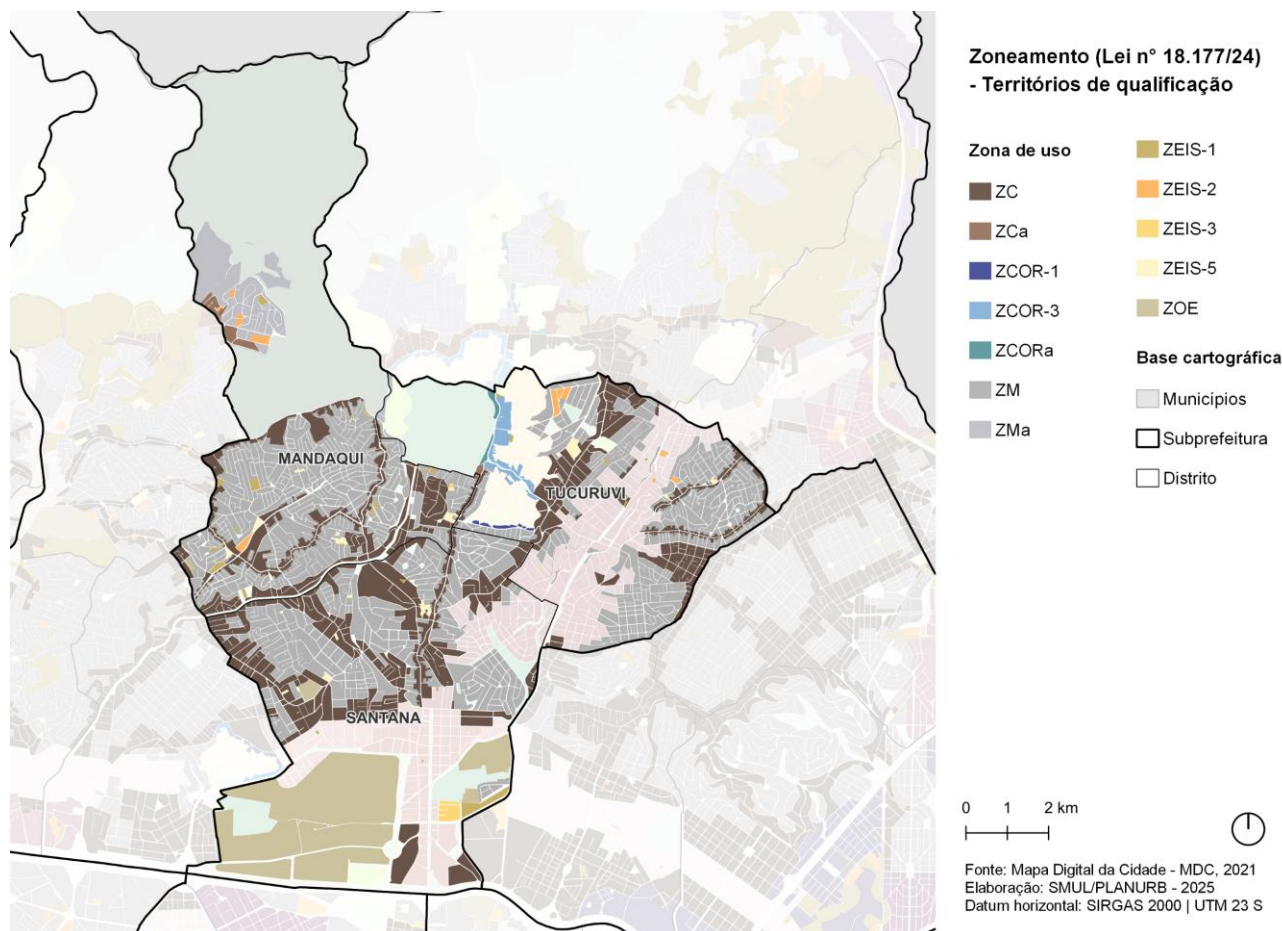 Zoneamento (Lei n° 18.177/24)
- Territórios de qualificação
Zona de uso
ZC
ZCa
ZCOR-1
ZCOR-3
ZCORa
ZM
ZMa
ZEIS-1
ZEIS-2
ZEIS-3
ZEIS-5
ZOE
Base cartográfica
Municípios
Subprefeitura
Distrito
MANDAQUI
TUCURUVI
SANTANA
0 1 2 km
Fonte: Mapa Digital da Cidade - MDC, 2021
Elaboração: SMUL/PLANURB - 2025
Datum horizontal: SIRGAS 2000 | UTM 23 S